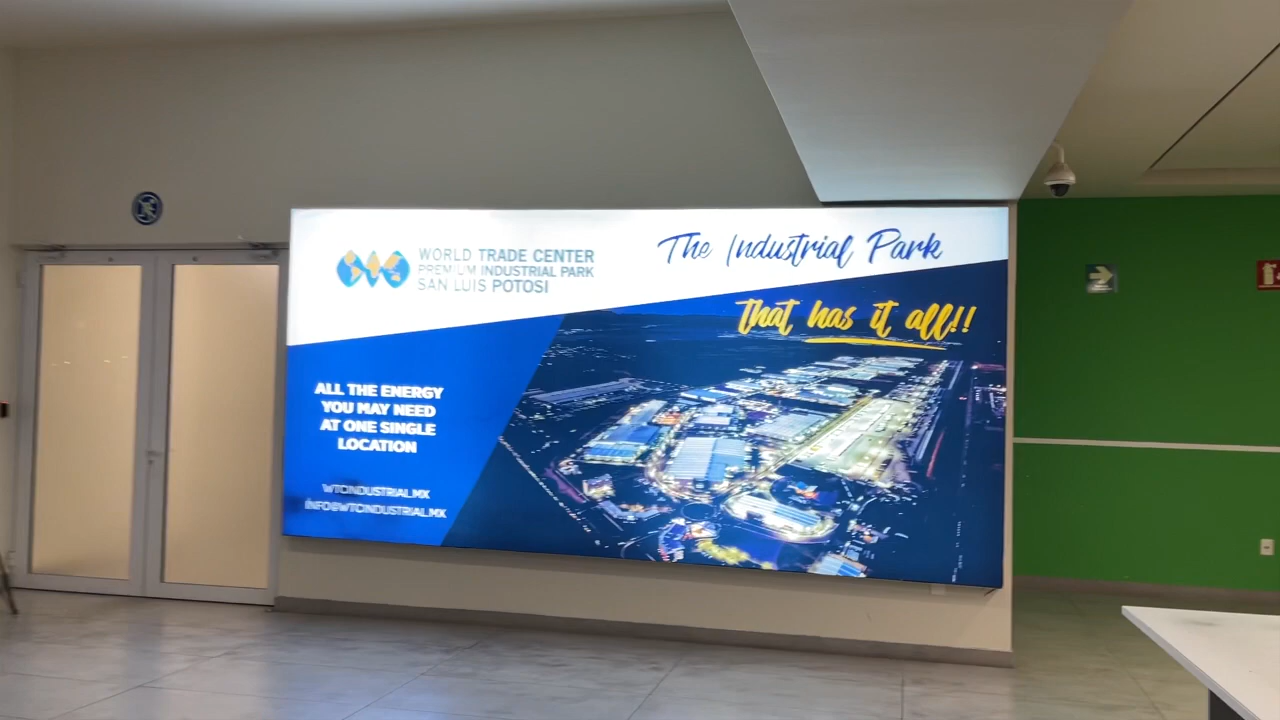 WORLD TRADE CENTER
PREMIUM INDUSTRIAL PARK
SAN LUIS POTOSI
The Industrial Park
that has it all!!
ALL THE ENERGY
YOU MAY NEED
AT ONE SINGLE
LOCATION
WTCINDUSTRIAL.MX
INFO@WTCINDUSTRIAL.MX